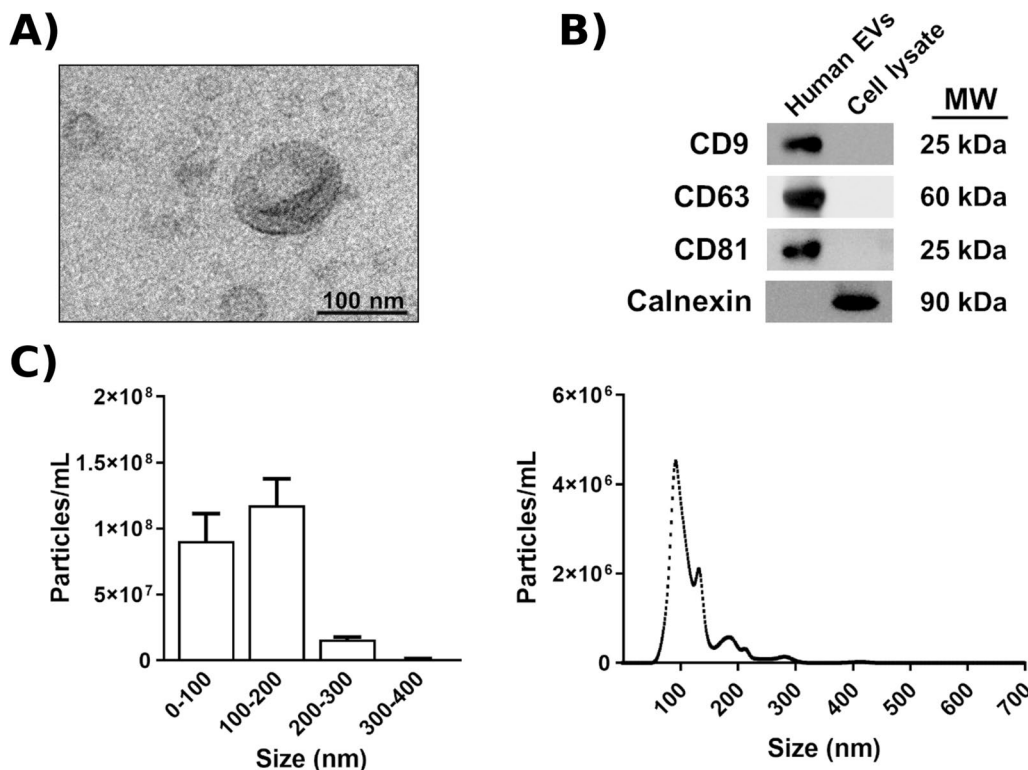 A)
100 nm
B)
Human EVs
Cell lysate
MW
CD9
25 kDa
CD63
60 kDa
CD81
25 kDa
Calnexin
90 kDa
C)
Particles/mL
2×10⁸
1.5×10⁸
1×10⁸
5×10⁷
0
0-100
100-200
200-300
300-400
Size (nm)
Particles/mL
6×10⁶
4×10⁶
2×10⁶
0
100
200
300
400
500
600
700
Size (nm)